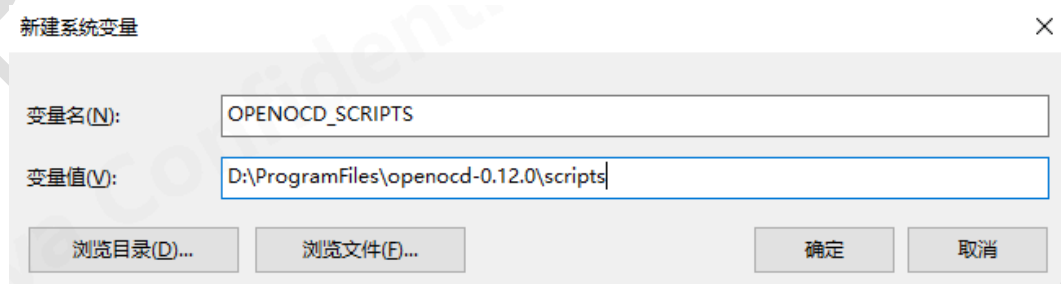 新建系统变量
变量名(N): OPENOCD_SCRIPTS
变量值(V): D:\ProgramFiles\openocd-0.12.0\scripts
浏览目录(D)... 浏览文件(F)... 确定 取消